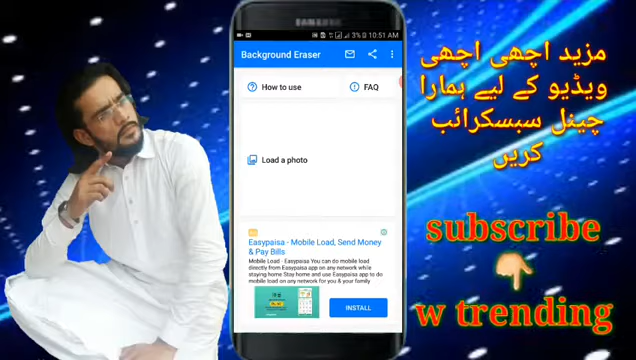 SAMSUNG
3% 10:51 AM
Background Eraser
How to use
FAQ
Load a photo
Easypaisa - Mobile Load, Send Money
& Pay Bills
Mobile Load - Easypaisa You can do mobile load
directly from Easypaisa app on any network while
staying Stay home and use Easypaisa app to do
mobile load on any network for you & your family
INSTALL
مزید اچھی اچھی
ویڈیو کے لیے ہمارا
چینل سبسکرائب
کریں
subscribe
w trending